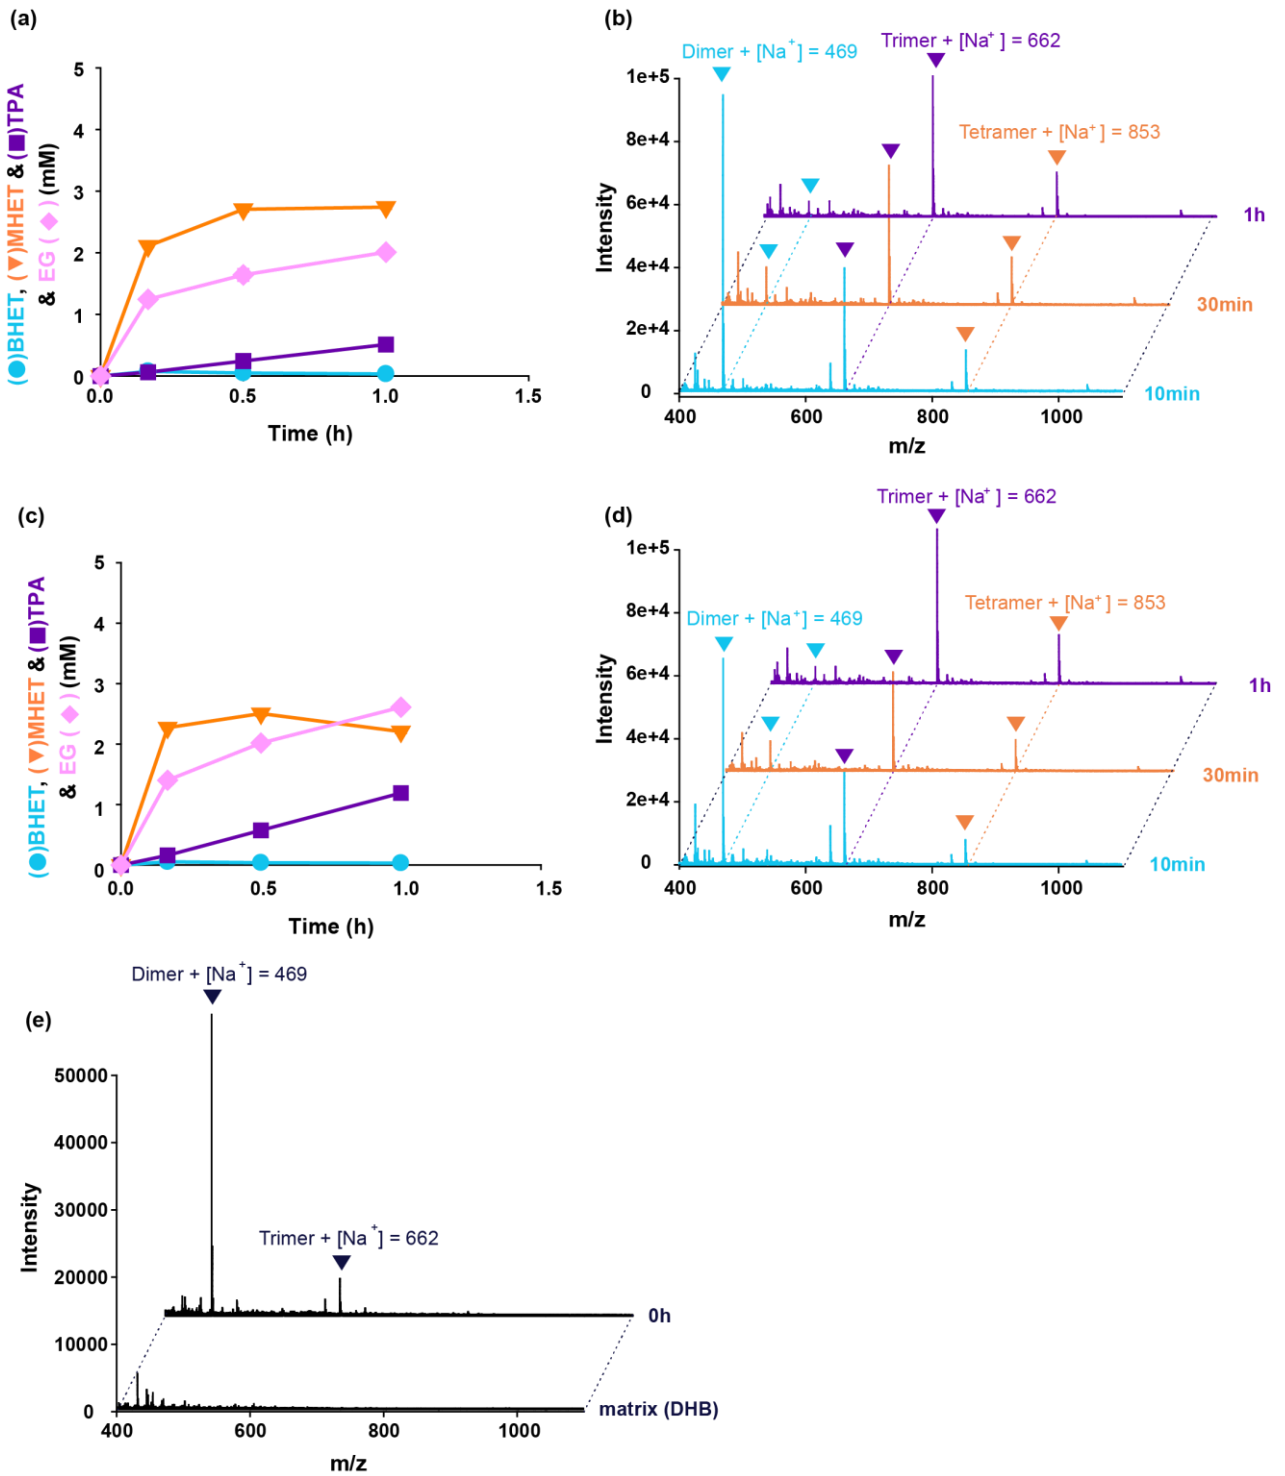 (a)
(●)BHET, (▼)MHET & (■)TPA
& EG ( ◆ ) (mM)
5
4
3
2
1
0
0.0
0.5
1.0
1.5
Time (h)
(b)
Dimer + [Na+] = 469
Trimer + [Na+] = 662
Tetramer + [Na+] = 853
Intensity
1e+5
8e+4
6e+4
4e+4
2e+4
0
1h
30min
10min
400
600
800
1000
m/z
(c)
(●)BHET, (▼)MHET & (■)TPA
& EG ( ◆ ) (mM)
5
4
3
2
1
0
0.0
0.5
1.0
1.5
Time (h)
(d)
Trimer + [Na+ ] = 662
Dimer + [Na+] = 469
Tetramer + [Na+] = 853
Intensity
1e+5
8e+4
6e+4
4e+4
2e+4
0
1h
30min
10min
400
600
800
1000
m/z
(e)
Dimer + [Na+] = 469
Trimer + [Na+] = 662
Intensity
50000
40000
30000
20000
10000
0
0h
matrix (DHB)
400
600
800
1000
m/z